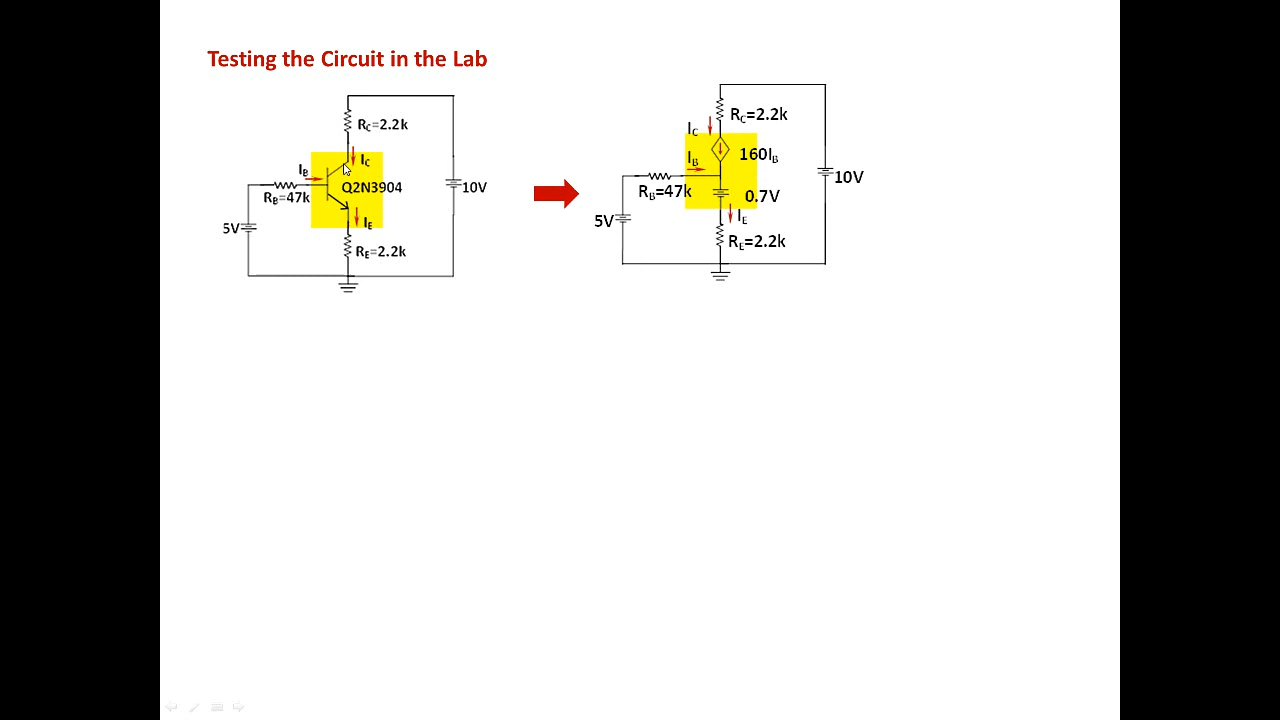 Testing the Circuit in the Lab
RC=2.2k
IC
IB
Q2N3904
RB=47k
10V
IE
5V
RE=2.2k
RC=2.2k
IC
IB
160IB
RB=47k
10V
0.7V
IE
5V
RE=2.2k